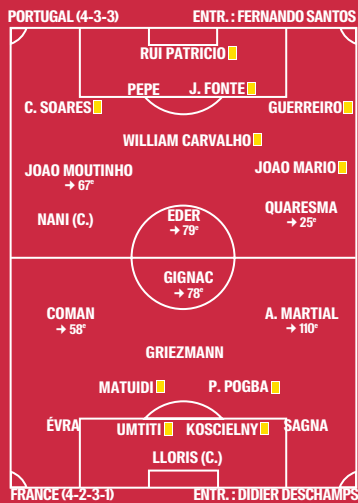 PORTUGAL (4-3-3) ENTR. : FERNANDO SANTOS
RUI PATRICIO
PEPE J. FONTE
C. SOARES GUERREIRO
WILLIAM CARVALHO
JOAO MOUTINHO JOAO MARIO
➜ 67e
NANI (C.) EDER QUARESMA
➜ 79e ➜ 25e
GIGNAC
➜ 78e
COMAN A. MARTIAL
➜ 58e ➜ 110e
GRIEZMANN
MATUIDI P. POGBA
ÉVRA UMTITI KOSCIELNY SAGNA
LLORIS (C.)
FRANCE (4-2-3-1) ENTR. : DIDIER DESCHAMPS